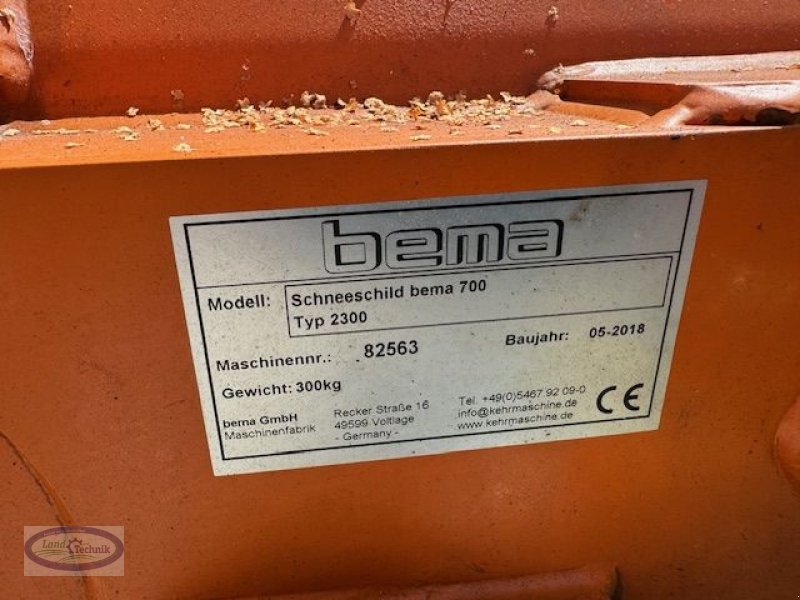 bema
Modell: Schneeschild bema 700
Typ 2300
Maschinennr.: 82563 Baujahr: 05-2018
Gewicht: 300kg
bema GmbH
Maschinenfabrik
Recker Straße 16
49599 Voltlage
- Germany -
Tel. +49(0)5467 92 09-0
info@kehrmaschine.de
www.kehrmaschine.de
CE
Land Technik